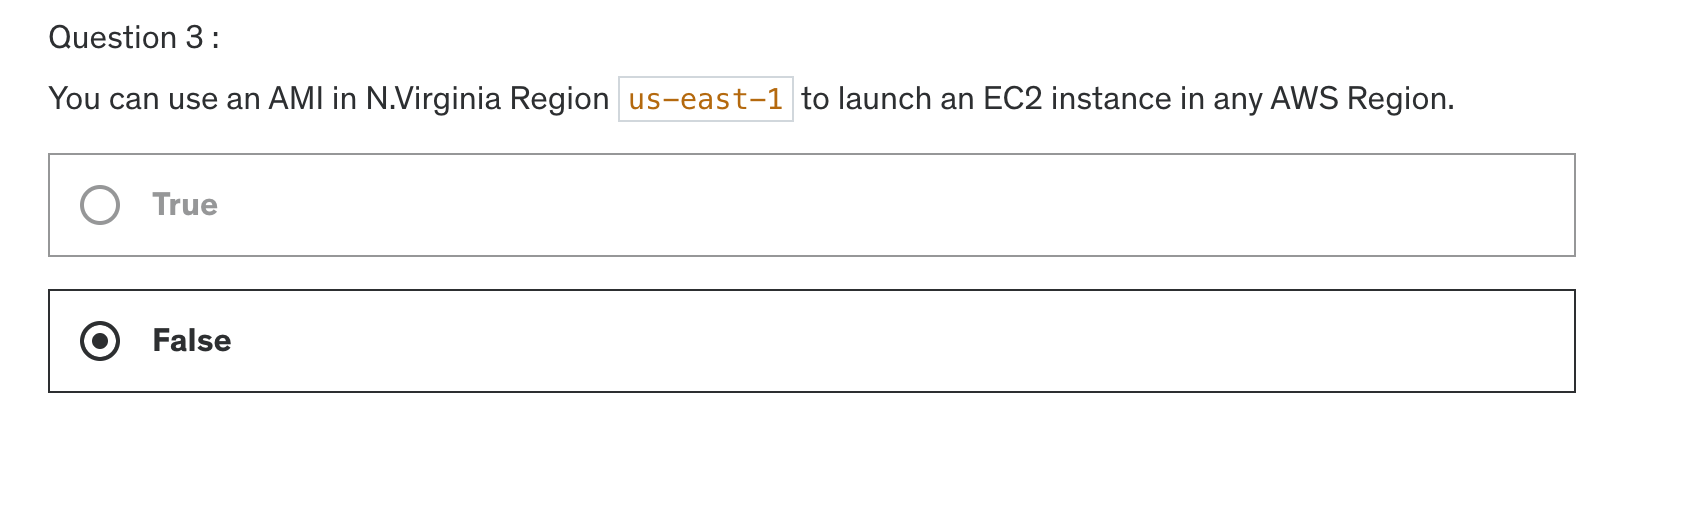 Question 3 :
You can use an AMI in N.Virginia Region us-east-1 to launch an EC2 instance in any AWS Region.
True
False